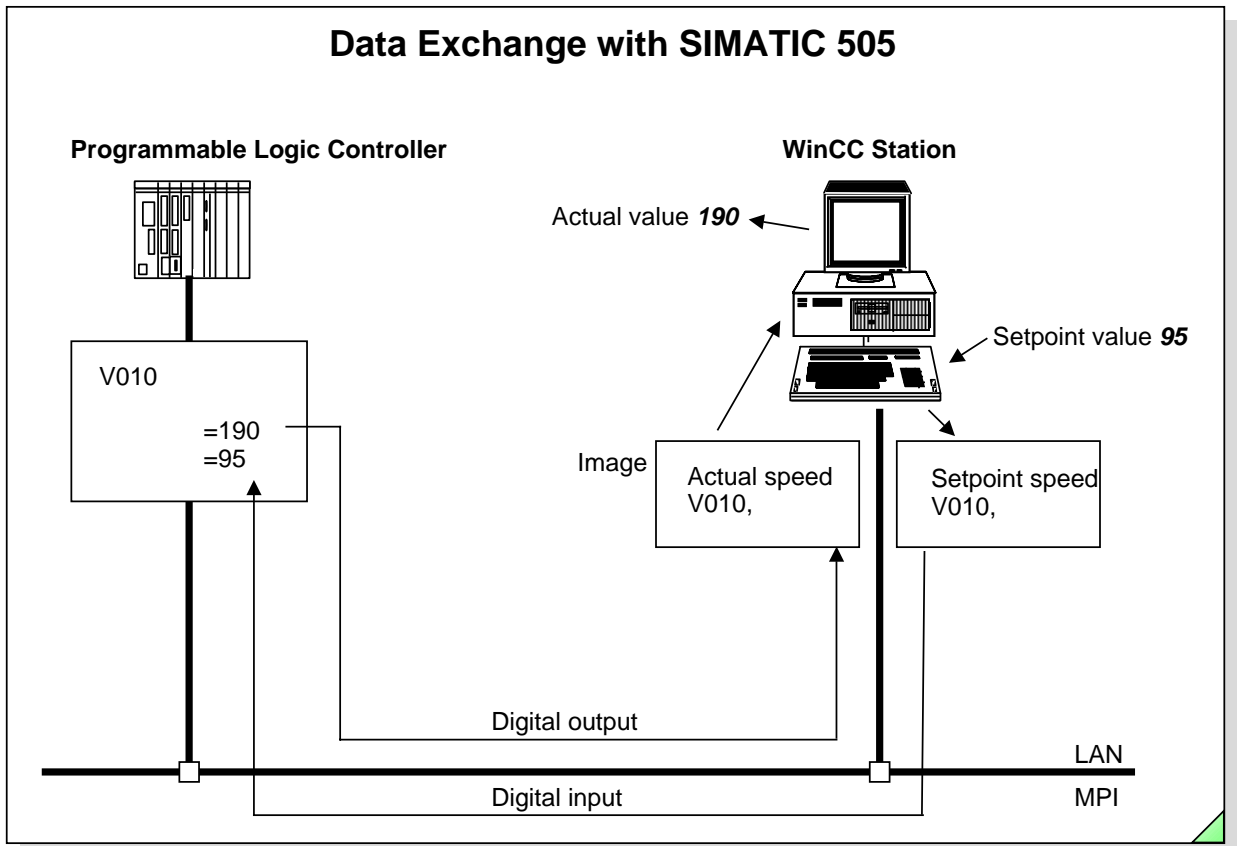 Data Exchange with SIMATIC 505
Programmable Logic Controller
WinCC Station
Actual value 190
Setpoint value 95
V010
=190
=95
Image
Actual speed
V010,
Setpoint speed
V010,
Digital output
LAN
Digital input
MPI